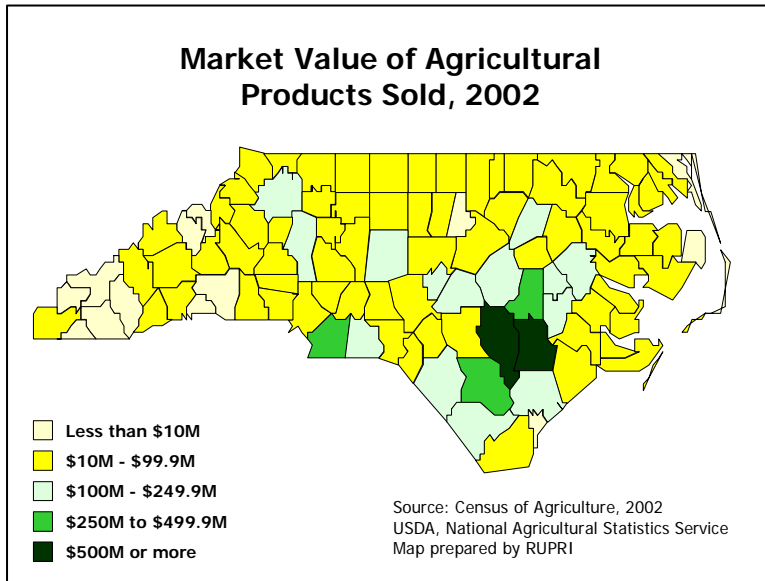 Market Value of Agricultural
Products Sold, 2002
Less than $10M
$10M - $99.9M
$100M - $249.9M
$250M to $499.9M
$500M or more
Source: Census of Agriculture, 2002
USDA, National Agricultural Statistics Service
Map prepared by RUPRI